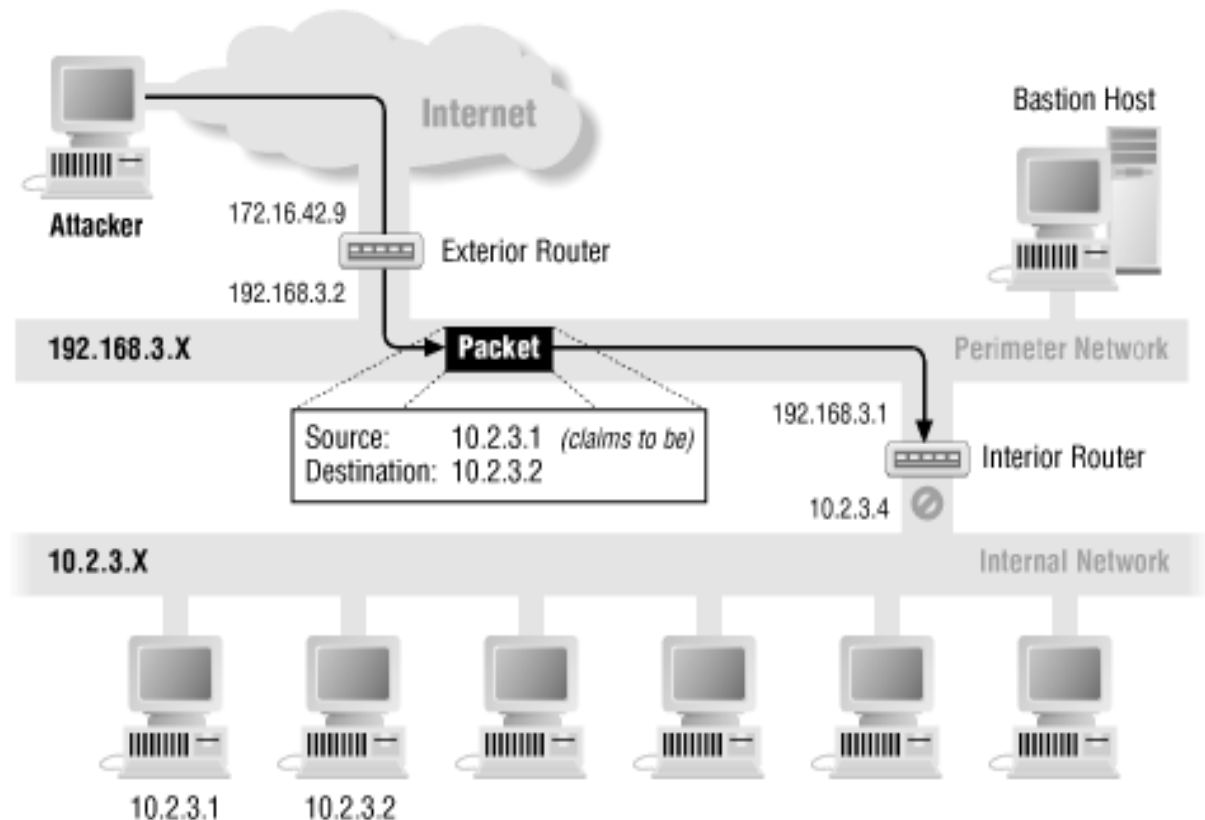 Internet
Bastion Host
Attacker
172.16.42.9
Exterior Router
192.168.3.2
192.168.3.X
Packet
Perimeter Network
Source: 10.2.3.1 (claims to be)
Destination: 10.2.3.2
192.168.3.1
Interior Router
10.2.3.4
10.2.3.X
Internal Network
10.2.3.1
10.2.3.2